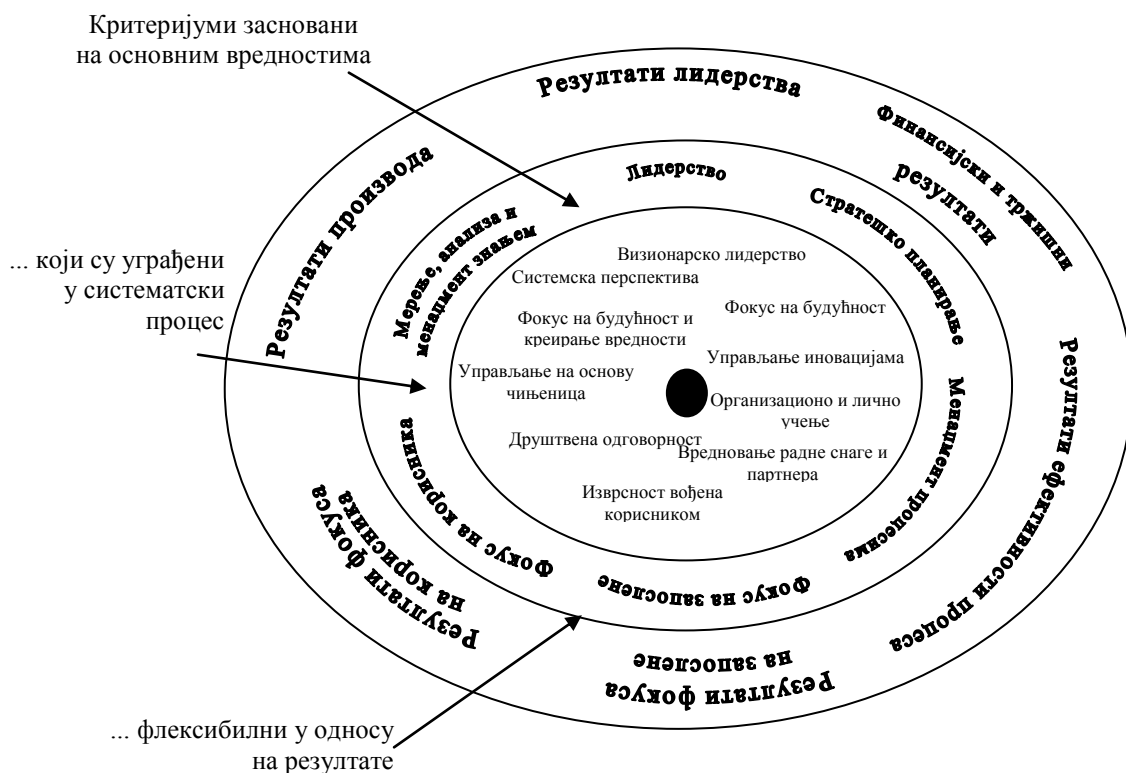 Критеријуми засновани
на основним вредностима
... који су уграђени
у систематски
процес
... флексибилни у односу
на резултате
Резултати лидерства
Финансијски и тржишни
резултати
Резултати ефективности процеса
Резултати фокуса
на запослене
Резултати фокуса
на корисника
Резултати производа
Лидерство
Стратешко планирање
Менаџмент процесима
Фокус на запослене
Фокус на корисника
Мерење, анализа и
менаџмент знањем
Визионарско лидерство
Системска перспектива
Фокус на будућност
Фокус на будућност и
креирање вредности
Управљање иновацијама
Управљање на основу
чињеница
Организационо и лично
учење
Друштвена одговорност
Вредновање радне снаге и
партнера
Изврсност вођена
корисником